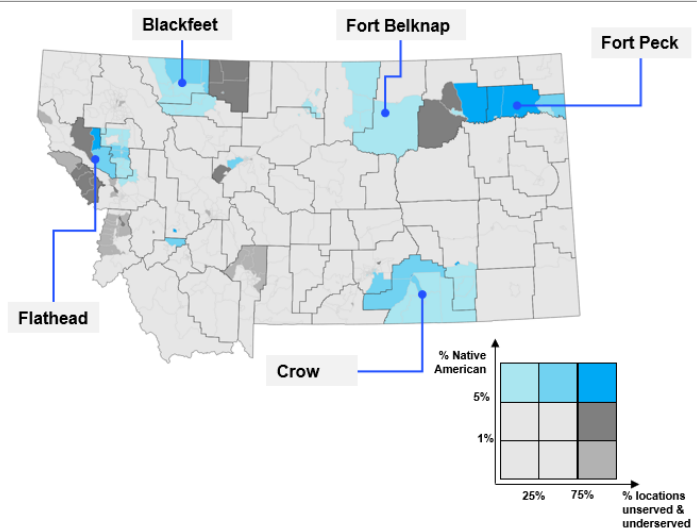 Blackfeet
Fort Belknap
Fort Peck
Flathead
Crow
% Native
American
5%
1%
25%
75%
% locations
unserved &
underserved